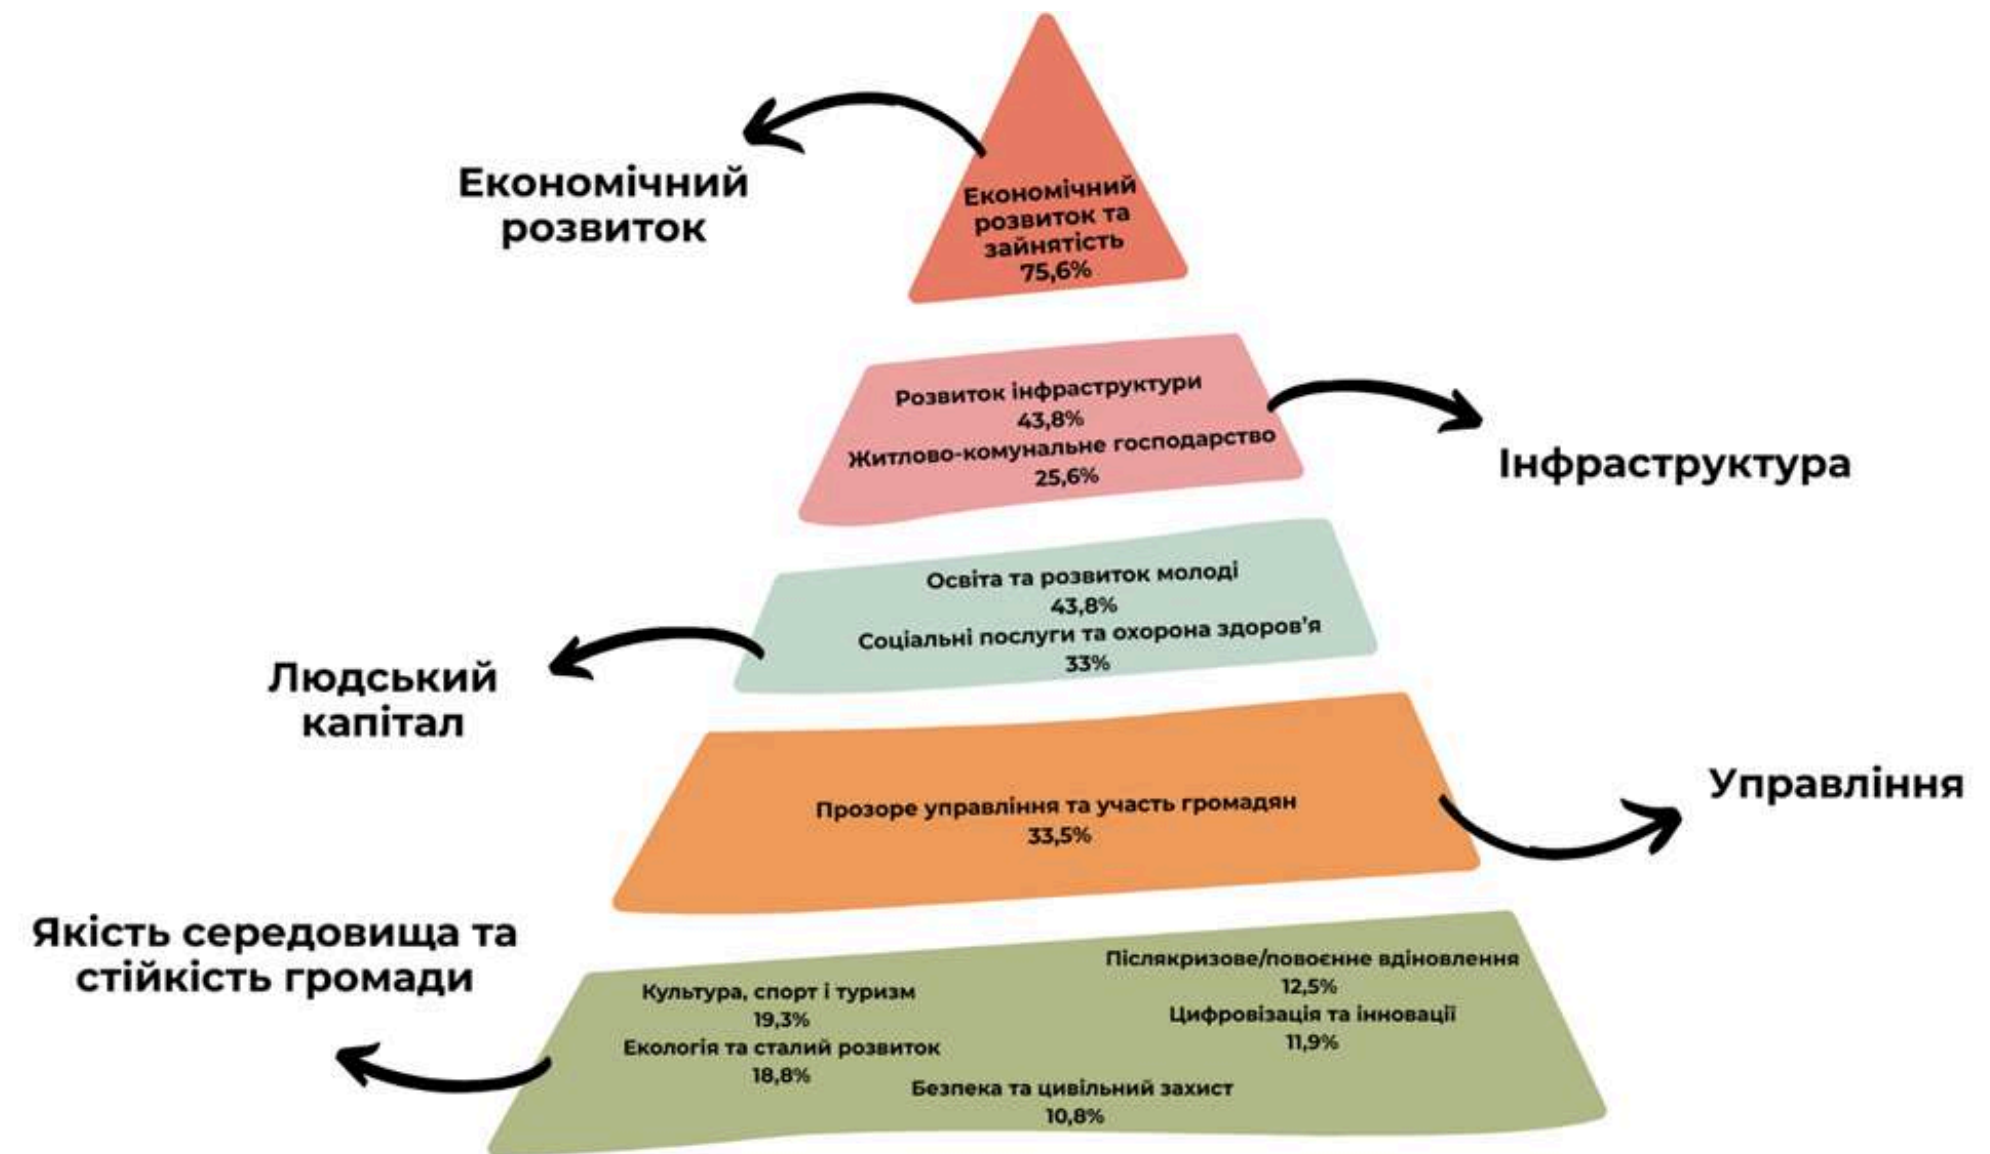 Економічний
розвиток
Економічний
розвиток та
зайнятість
75,6%
Розвиток інфраструктури
43,8%
Житлово-комунальне господарство
25,6%
Інфраструктура
Освіта та розвиток молоді
43,8%
Соціальні послуги та охорона здоров'я
33%
Людський
капітал
Прозоре управління та участь громадян
33,5%
Управління
Якість середовища та
стійкість громади
Культура, спорт і туризм
19,3%
Екологія та сталий розвиток
18,8%
Післякризове/повоєнне вдіновлення
12,5%
Цифровізація та інновації
11,9%
Безпека та цивільний захист
10,8%